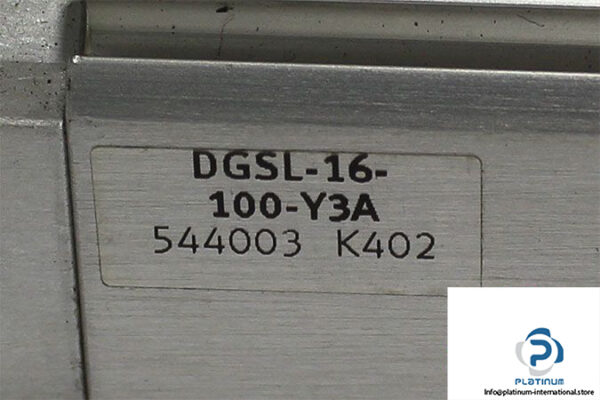 DGSL-16-
100-Y3A
544003 K402
PLATINUM
Info@platinum-international.store